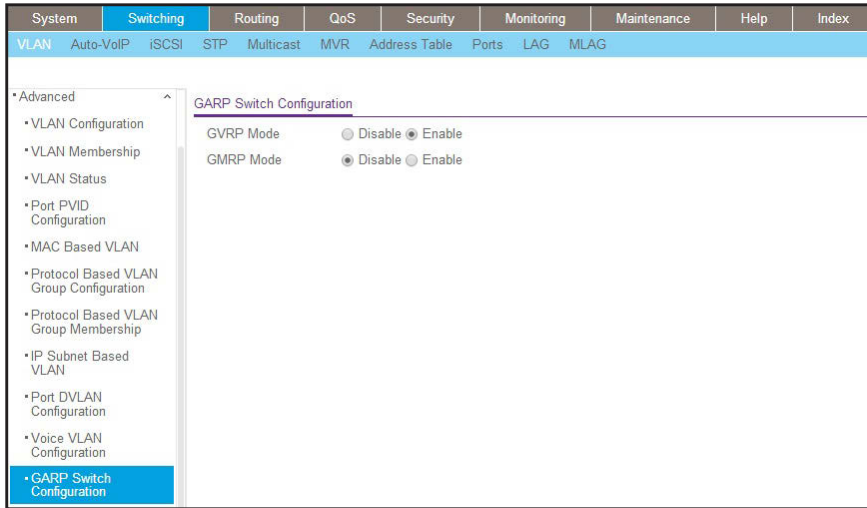 System Switching Routing QoS Security Monitoring Maintenance Help Index
VLAN Auto-VoIP iSCSI STP Multicast MVR Address Table Ports LAG MLAG
Advanced
VLAN Configuration
VLAN Membership
VLAN Status
Port PVID
Configuration
MAC Based VLAN
Protocol Based VLAN
Group Configuration
Protocol Based VLAN
Group Membership
IP Subnet Based
VLAN
Port DVLAN
Configuration
Voice VLAN
Configuration
GARP Switch
Configuration
GARP Switch Configuration
GVRP Mode Disable Enable
GMRP Mode Disable Enable